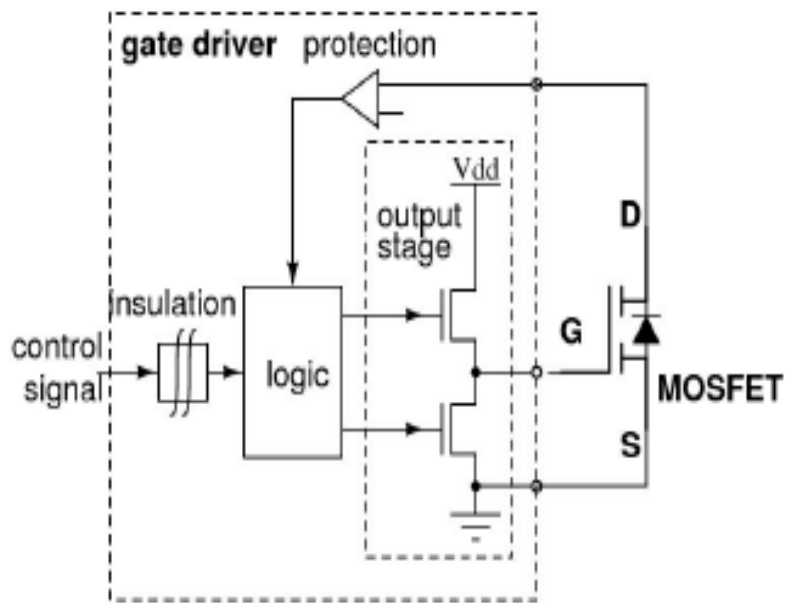 gate driver protection
Vdd
output
stage
D
insulation
control
signal
logic
G
MOSFET
S